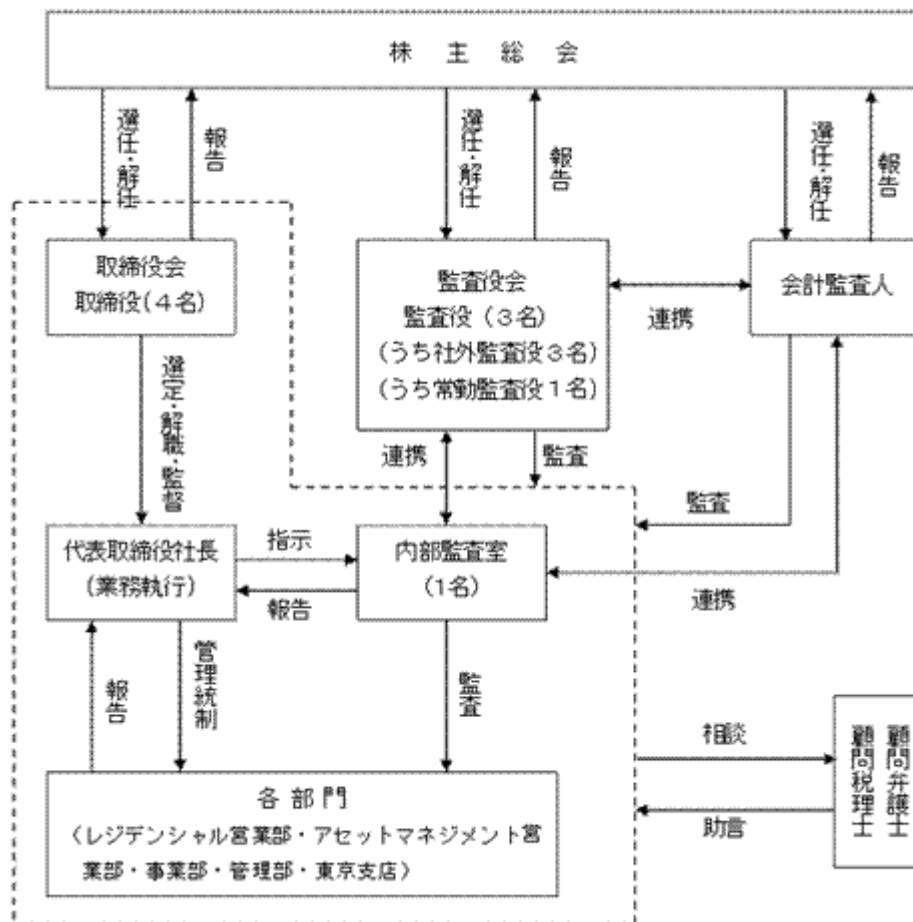 株主総会
選任・解任
報告
選任・解任
報告
選任・解任
報告
取締役会
取締役(4名)
監査役会
監査役(3名)
(うち社外監査役3名)
(うち常勤監査役1名)
連携
会計監査人
選定・解職・監督
連携
監査
監査
代表取締役社長
(業務執行)
指示
報告
内部監査室
(1名)
連携
報告
管理統制
監査
相談
助言
顧問弁護士
顧問税理士
各部門
〈レジデンシャル営業部・アセットマネジメント営
業部・事業部・管理部・東京支店〉